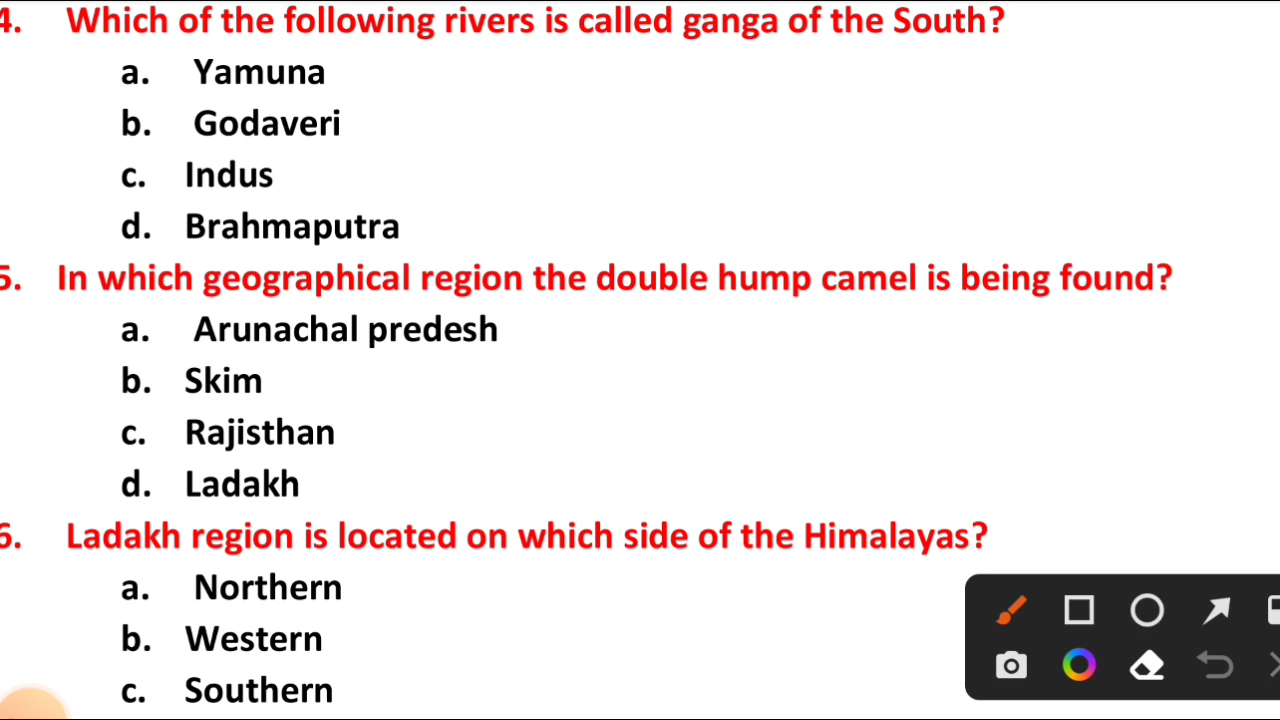 4. Which of the following rivers is called ganga of the South?
a. Yamuna
b. Godaveri
c. Indus
d. Brahmaputra
5. In which geographical region the double hump camel is being found?
a. Arunachal predesh
b. Skim
c. Rajisthan
d. Ladakh
6. Ladakh region is located on which side of the Himalayas?
a. Northern
b. Western
c. Southern